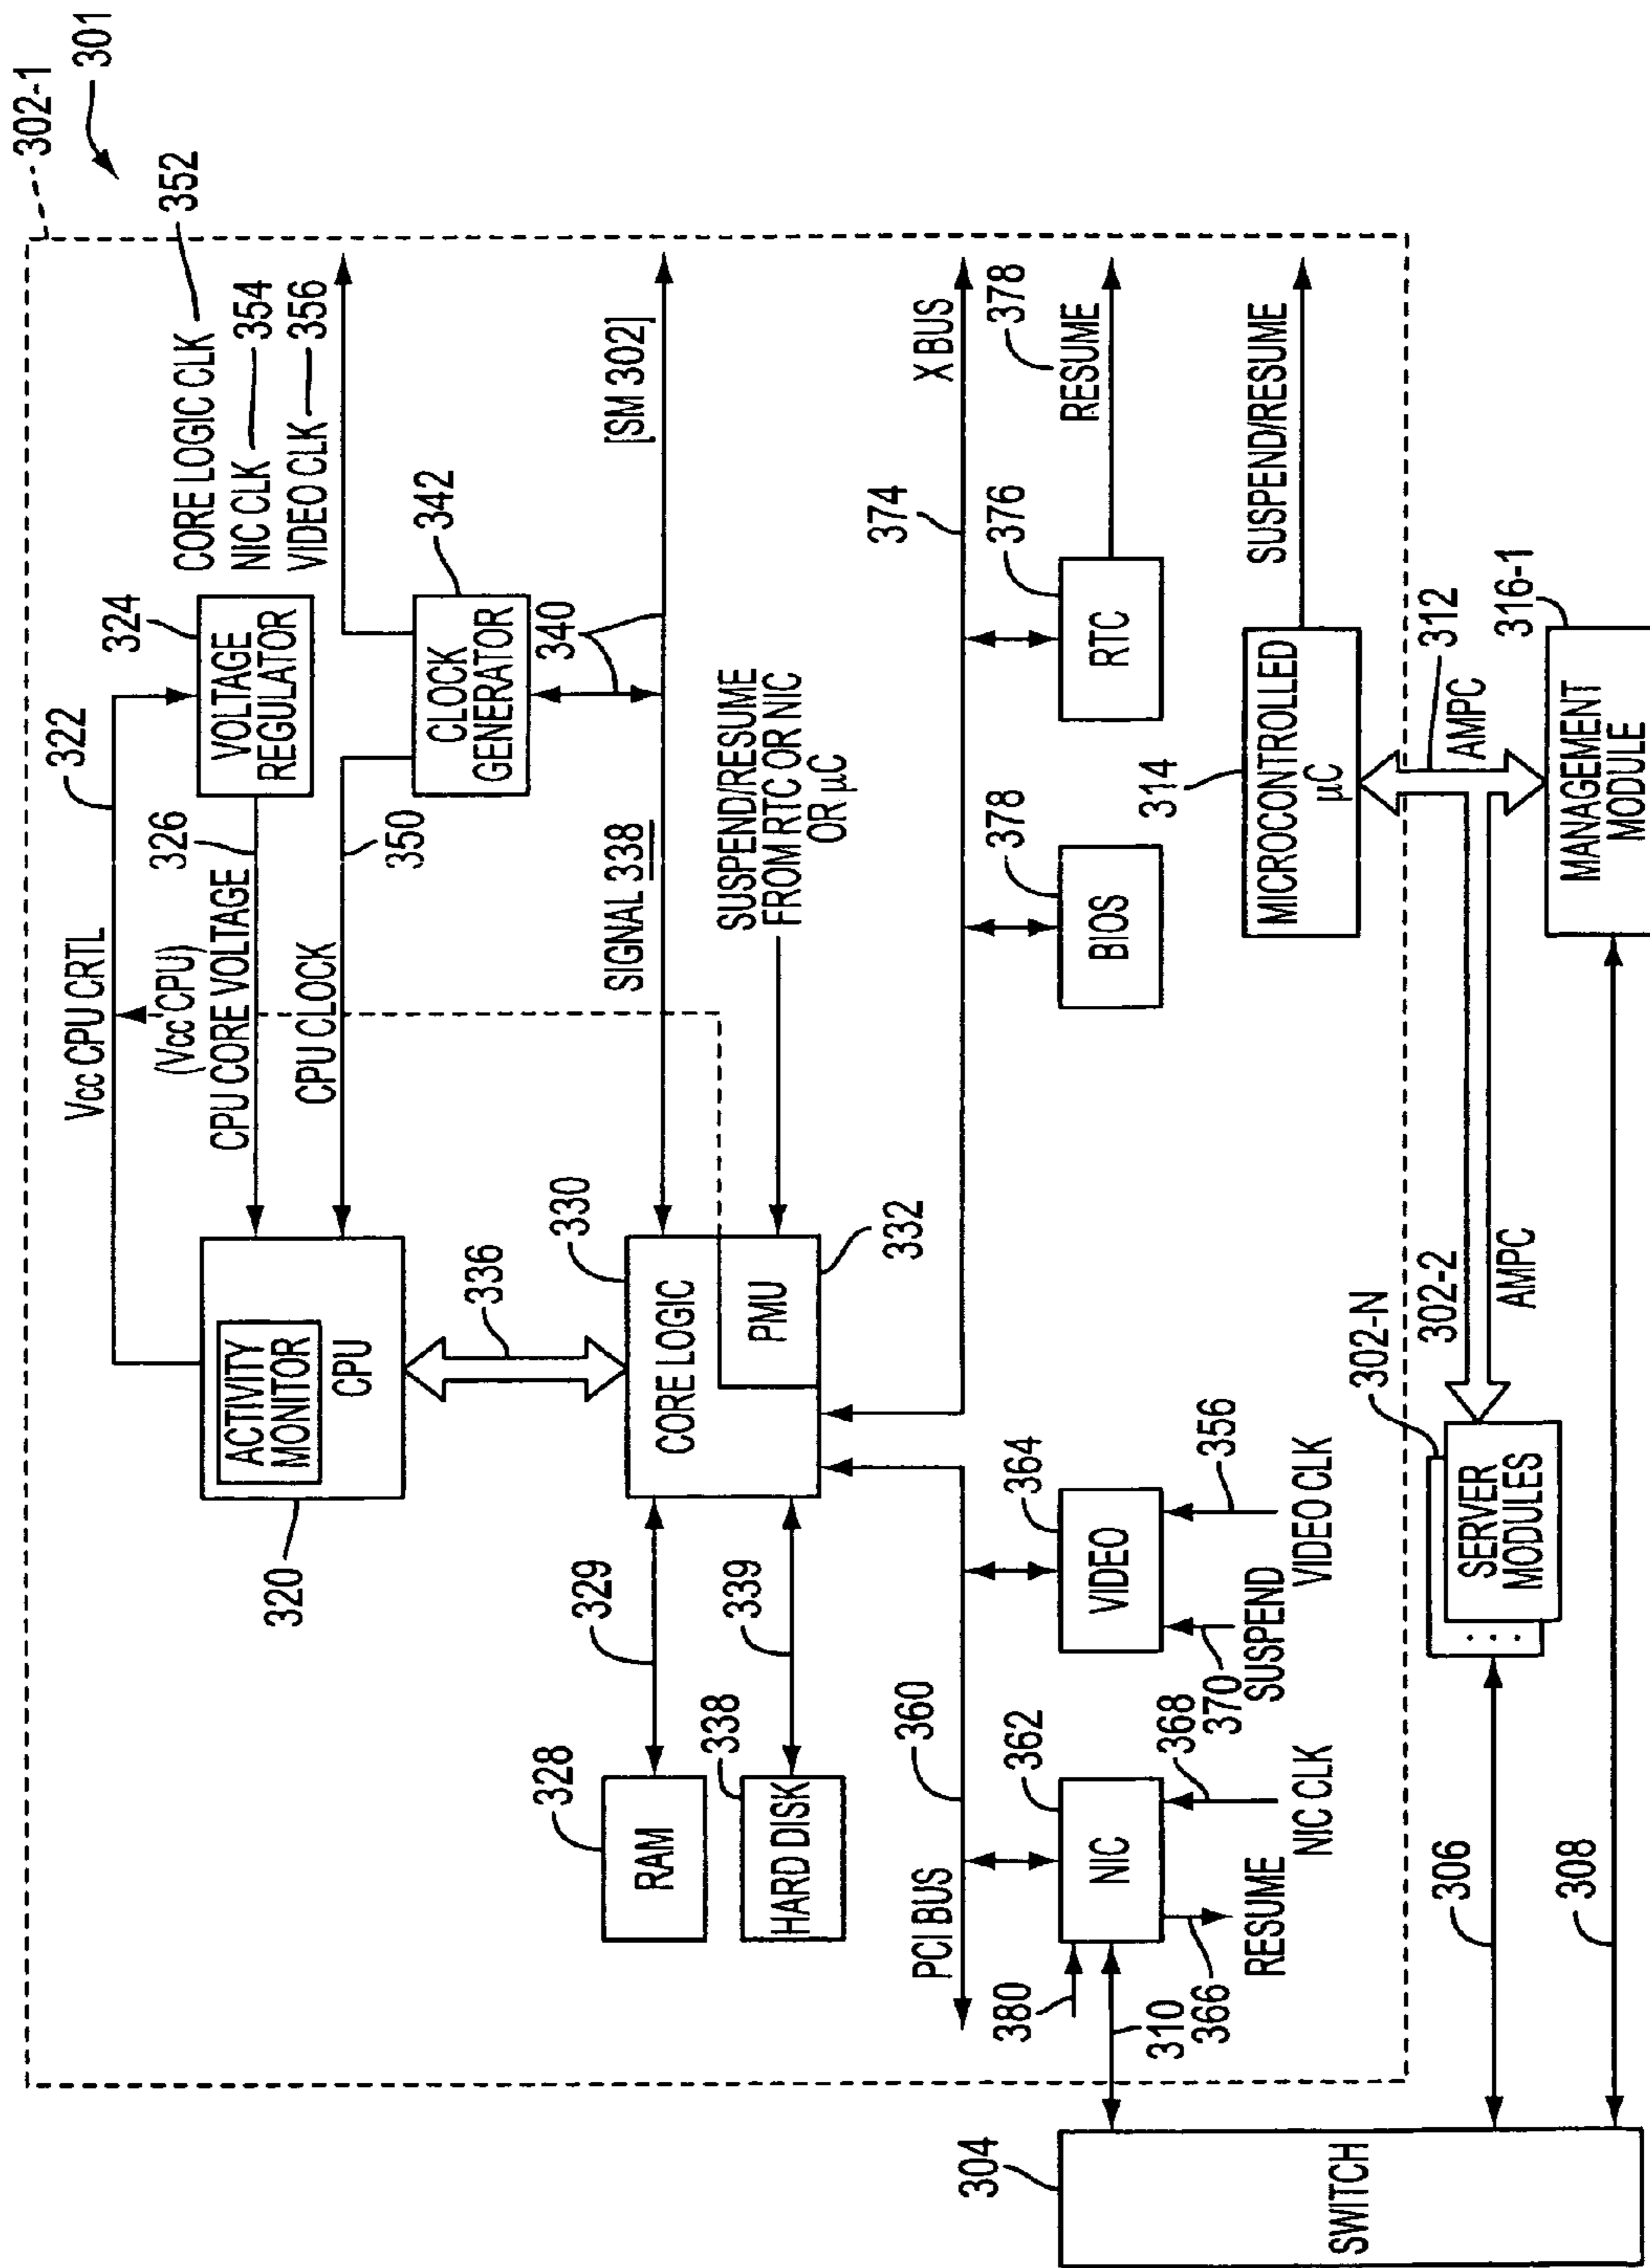 302-1
301
Vcc CPU CRTL
322
324
VOLTAGE
REGULATOR
CORE LOGIC CLK
352
NIC CLK
354
VIDEO CLK
356
(Vcc CPU)
CPU CORE VOLTAGE
326
ACTIVITY
MONITOR
CPU
320
CPU CLOCK
350
CLOCK
GENERATOR
342
336
340
SIGNAL 338
[SM 302]
328
RAM
329
330
CORE LOGIC
338
HARD DISK
339
PMU
332
SUSPEND/RESUME
FROM RTC OR NIC
OR µC
PCI BUS
360
374
X BUS
380
310
366
RESUME
NIC
362
368
NIC CLK
370
SUSPEND
VIDEO
364
356
VIDEO CLK
BIOS
378
RTC
376
RESUME
378
314
MICROCONTROLLED
µC
SUSPEND/RESUME
312
AMPC
304
SWITCH
306
308
302-N
302-2
SERVER
MODULES
...
AMPC
316-1
MANAGEMENT
MODULE